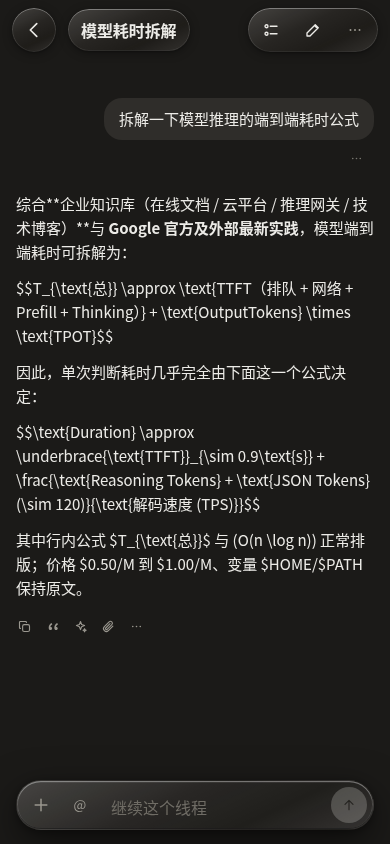 模型耗时拆解
拆解一下模型推理的端到端耗时公式
综合**企业知识库（在线文档 / 云平台 / 推理网关 / 技
术博客）**与 Google 官方及外部最新实践，模型端到
端耗时可拆解为：
$$T_{\text{总}} \approx \text{TTFT（排队 + 网络 +
Prefill + Thinking）} + \text{OutputTokens} \times
\text{TPOT}$$
因此，单次判断耗时几乎完全由下面这一个公式决
定：
$$\text{Duration} \approx
\underbrace{\text{TTFT}}_{\sim 0.9\text{s}} +
\frac{\text{Reasoning Tokens} + \text{JSON Tokens}
(\sim 120)}{\text{解码速度 (TPS)}}$$
其中行内公式 $T_{\text{总}}$ 与 (O(n \log n)) 正常排
版；价格 $0.50/M 到 $1.00/M、变量 $HOME/$PATH
保持原文。
@ 继续这个线程